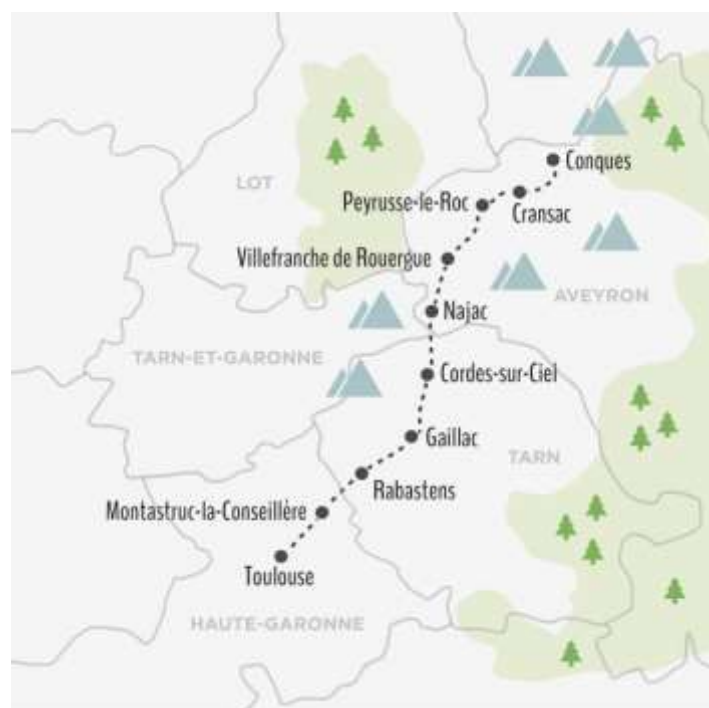 Conques
LOT
Peyrusse-le-Roc
Cransac
Villefranche de Rouergue
AVEYRON
Najac
TARN-ET-GARONNE
Cordes-sur-Ciel
Gaillac
TARN
Rabastens
Montastruc-la-Conseillère
Toulouse
HAUTE-GARONNE